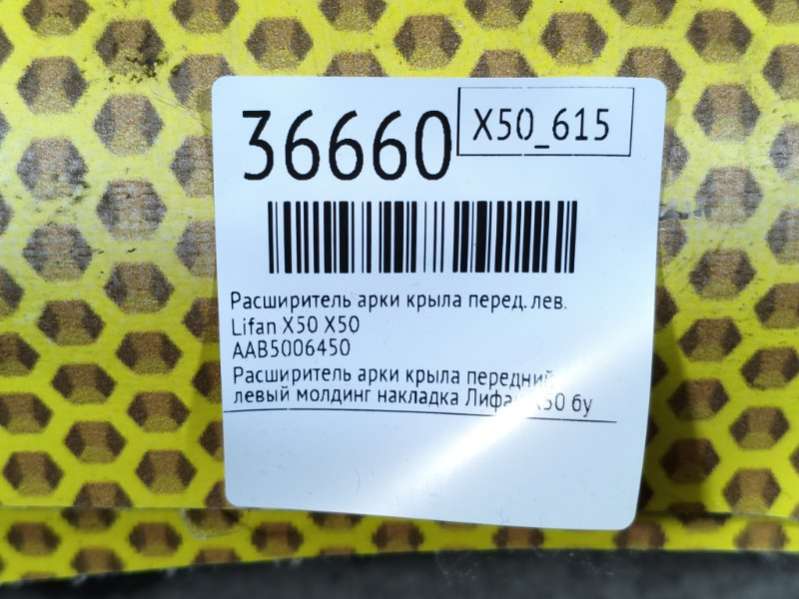 36660
X50_615
Расширитель арки крыла перед. лев.
Lifan X50 X50
AAB5006450
Расширитель арки крыла передний
левый молдинг накладка Лифан X50 бу